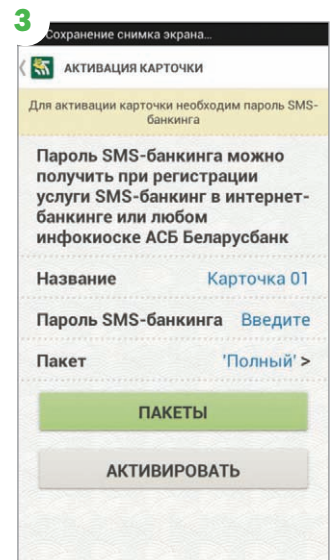 3
Сохранение снимка экрана...
АКТИВАЦИЯ КАРТОЧКИ
Для активации карточки необходим пароль SMS-
банкинга
Пароль SMS-банкинга можно
получить при регистрации
услуги SMS-банкинг в интернет-
банкинге или любом
инфокиоске АСБ Беларусбанк
Название Карточка 01
Пароль SMS-банкинга Введите
Пакет 'Полный' >
ПАКЕТЫ
АКТИВИРОВАТЬ